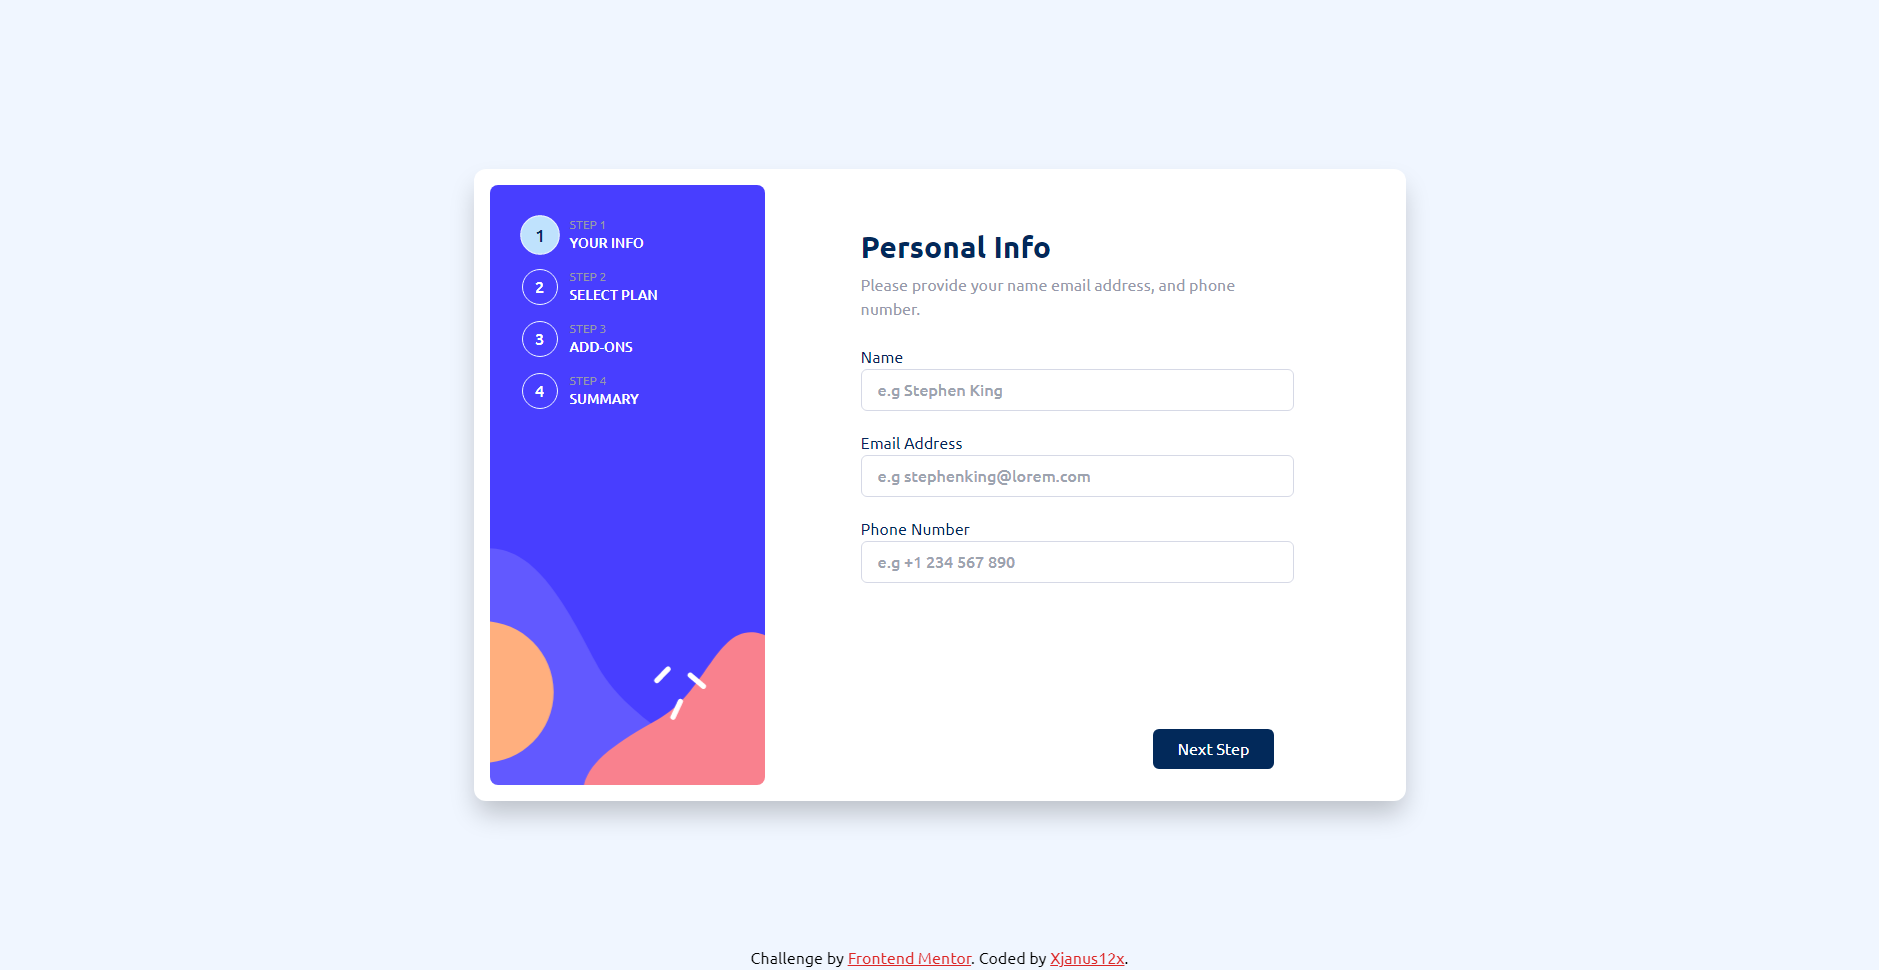 1
STEP 1
YOUR INFO
2
STEP 2
SELECT PLAN
3
STEP 3
ADD-ONS
4
STEP 4
SUMMARY
Personal Info
Please provide your name email address, and phone
number.
Name
e.g Stephen King
Email Address
e.g stephenking@lorem.com
Phone Number
e.g +1 234 567 890
Next Step
Challenge by Frontend Mentor. Coded by Xjanus12x.